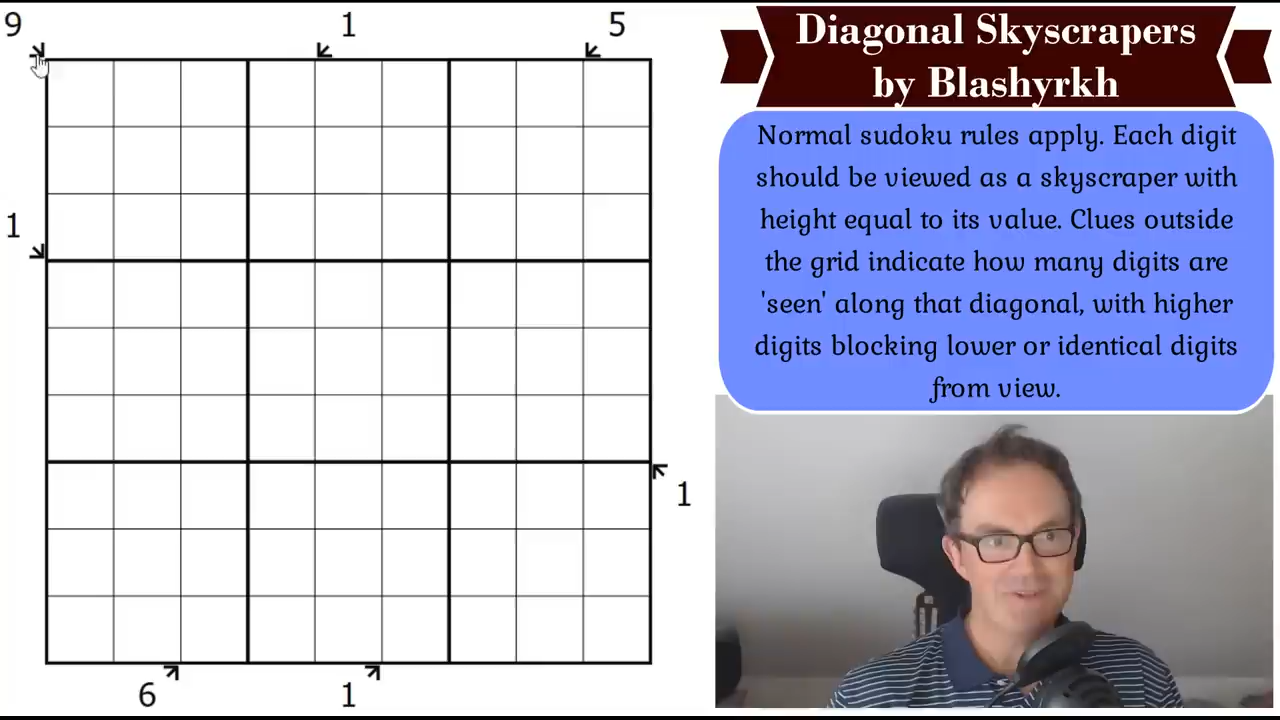 9
1
5
1
1
6
1
Diagonal Skyscrapers
by Blashyrkh
Normal sudoku rules apply. Each digit
should be viewed as a skyscraper with
height equal to its value. Clues outside
the grid indicate how many digits are
'seen' along that diagonal, with higher
digits blocking lower or identical digits
from view.